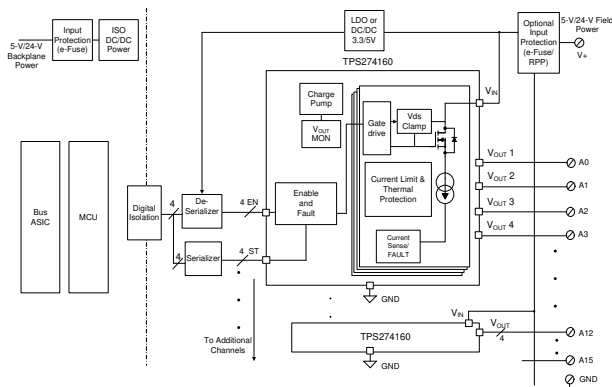 5-V/24-V
Backplane
Power
Input
Protection
(e-Fuse)
ISO
DC/DC
Power
LDO or
DC/DC
3.3/5V
Optional
Input
Protection
(e-Fuse/
RPP)
5-V/24-V Field
Power
V+
TPS274160
VIN
Charge
Pump
VOUT
MON
Gate
drive
Vds
Clamp
Current Limit &
Thermal
Protection
Current
Sense/
FAULT
Enable
and
Fault
VOUT 1
A0
VOUT 2
A1
VOUT 3
A2
VOUT 4
A3
Bus
ASIC
MCU
Digital
Isolation
4
De-
Serializer
4 EN
4
Serializer
4 ST
GND
To Additional
Channels
VIN
TPS274160
VOUT
4
A12
A15
GND
GND